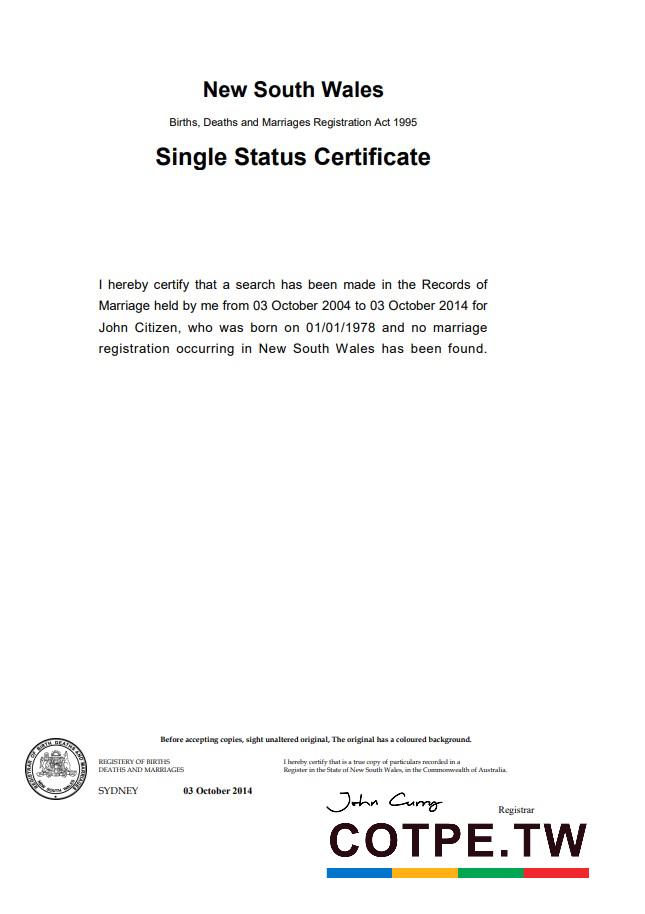 New South Wales
Births, Deaths and Marriages Registration Act 1995
Single Status Certificate
I hereby certify that a search has been made in the Records of
Marriage held by me from 03 October 2004 to 03 October 2014 for
John Citizen, who was born on 01/01/1978 and no marriage
registration occurring in New South Wales has been found.
Before accepting copies, sight unaltered original, The original has a coloured background.
REGISTRAR OF BIRTH DEATHS AND MARRIAGES
NEW SOUTH WALES
REGISTERY OF BIRTHS
DEATHS AND MARRIAGES
I hereby certify that is a true copy of particulars recorded in a
Register in the State of New South Wales, in the Commonwealth of Australia.
SYDNEY 03 October 2014
John Curry
Registrar
COTPE.TW